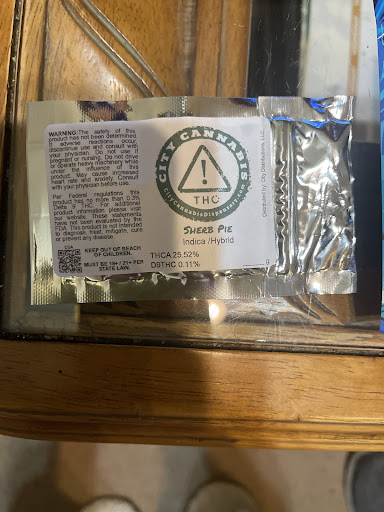 WARNING: The safety of this
product has not been determined
If adverse reactions occur,
discontinue use and consult with
your physician. Do not use if
pregnant or nursing. Do not drive
or operate heavy machinery while
under the influence of this
product. May cause increased
heart rate and anxiety. Consult
with your physician before use.
Per Federal regulations this
product has no more than 0.3%
Delta 9 THC. For additional
product information please, visit
our website. These statements
have not been evaluated by the
FDA. This product is not intended
to diagnose, treat, mitigate, cure
or prevent any disease.
KEEP OUT OF REACH
OF CHILDREN.
MUST BE 18+ / 21+ PER
STATE LAW.
CITY CANNABIS
THC
citycannabisdispensary.com
SHERB PIE
Indica /Hybrid
THCA 25.52%
D9THC 0.11%
Distributed by: Distributions, LLC